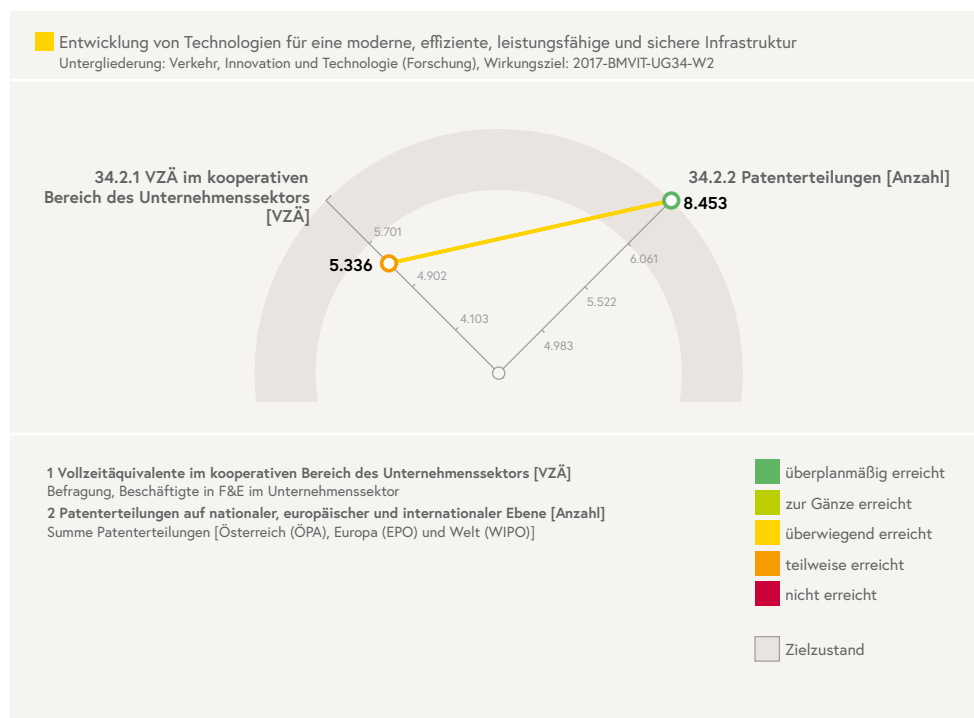 Entwicklung von Technologien für eine moderne, effiziente, leistungsfähige und sichere Infrastruktur
Untergliederung: Verkehr, Innovation und Technologie (Forschung), Wirkungsziel: 2017-BMVIT-UG34-W2
34.2.1 VZÄ im kooperativen
Bereich des Unternehmenssektors
[VZÄ]
34.2.2 Patenterteilungen [Anzahl]
8.453
5.701
5.336
4.902
4.103
6.061
5.522
4.983
1 Vollzeitäquivalente im kooperativen Bereich des Unternehmenssektors [VZÄ]
Befragung, Beschäftigte in F&E im Unternehmenssektor
2 Patenterteilungen auf nationaler, europäischer und internationaler Ebene [Anzahl]
Summe Patenterteilungen [Österreich (ÖPA), Europa (EPO) und Welt (WIPO)]
überplanmäßig erreicht
zur Gänze erreicht
überwiegend erreicht
teilweise erreicht
nicht erreicht
Zielzustand